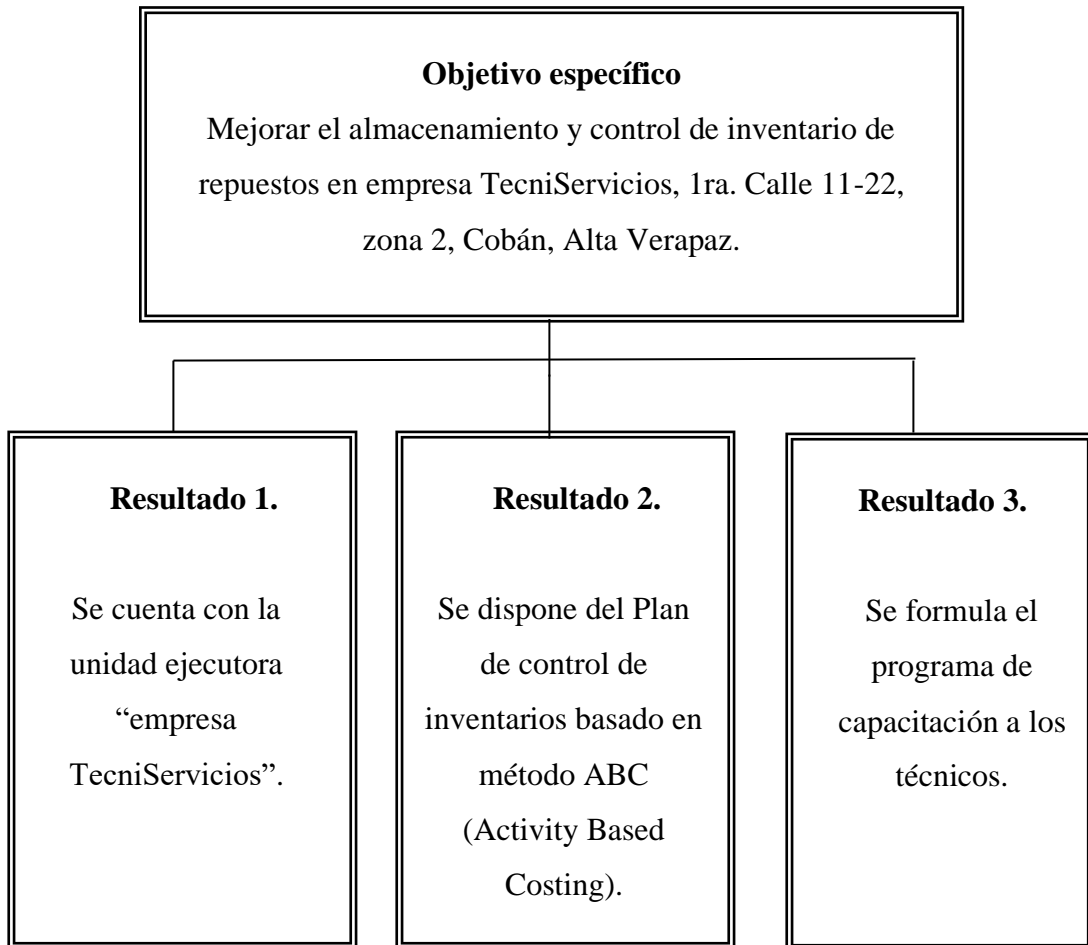 Objetivo específico
Mejorar el almacenamiento y control de inventario de
repuestos en empresa TecniServicios, 1ra. Calle 11-22,
zona 2, Cobán, Alta Verapaz.
Resultado 1.
Se cuenta con la
unidad ejecutora
“empresa
TecniServicios”.
Resultado 2.
Se dispone del Plan
de control de
inventarios basado en
método ABC
(Activity Based
Costing).
Resultado 3.
Se formula el
programa de
capacitación a los
técnicos.